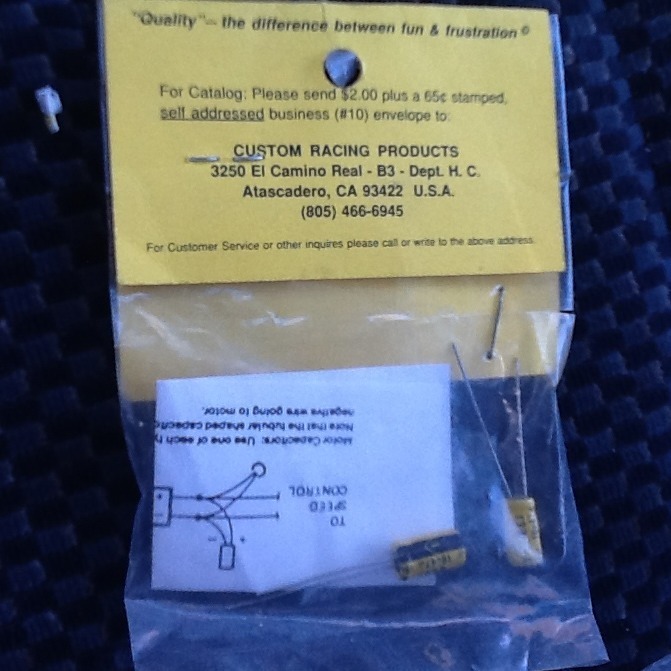 "Quality"— the difference between fun & frustration©
For Catalog: Please send $2.00 plus a 65¢ stamped,
self addressed business (#10) envelope to:
CUSTOM RACING PRODUCTS
3250 El Camino Real - B3 - Dept. H. C.
Atascadero, CA 93422 U.S.A.
(805) 466-6945
For Customer Service or other inquires please call or write to the above address.
TO
SPEED
CONTROL
+
−
Motor Capacitors: Use one of each
Note that the tubular shaped
negative wire going to motor.